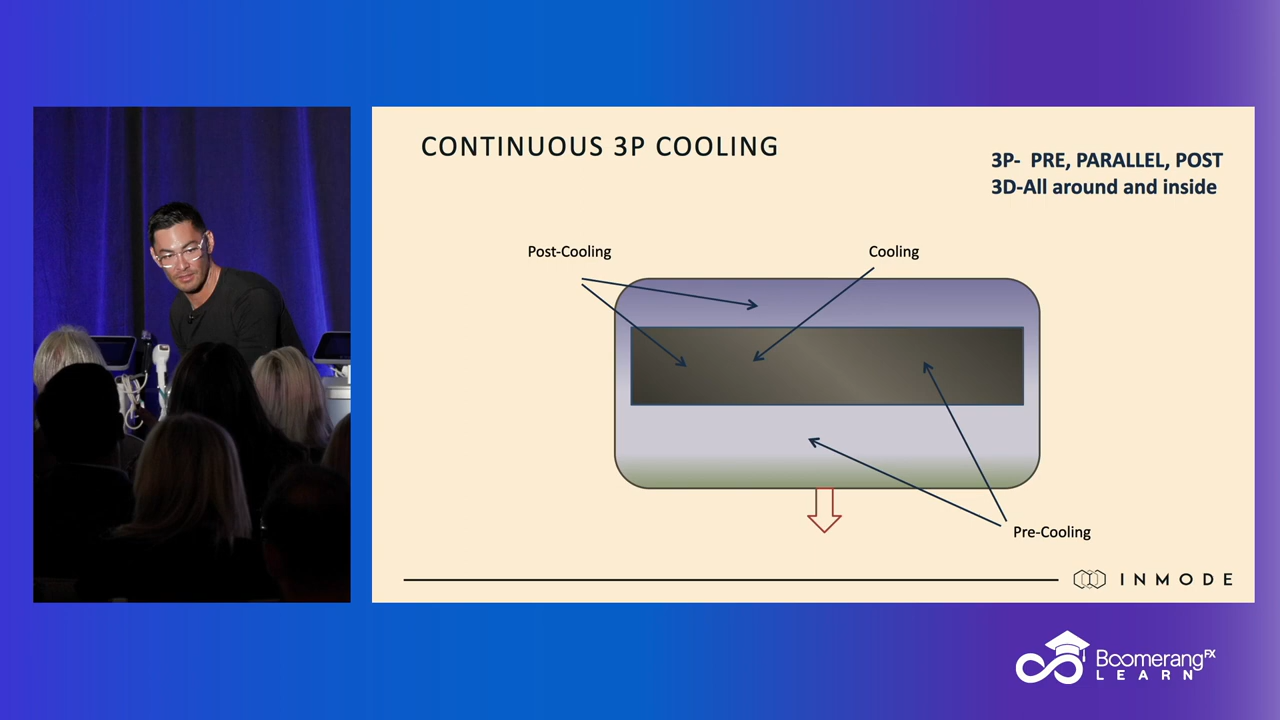 CONTINUOUS 3P COOLING
3P- PRE, PARALLEL, POST
3D-All around and inside
Post-Cooling
Cooling
Pre-Cooling
INMODE
BoomerangFX
LEARN